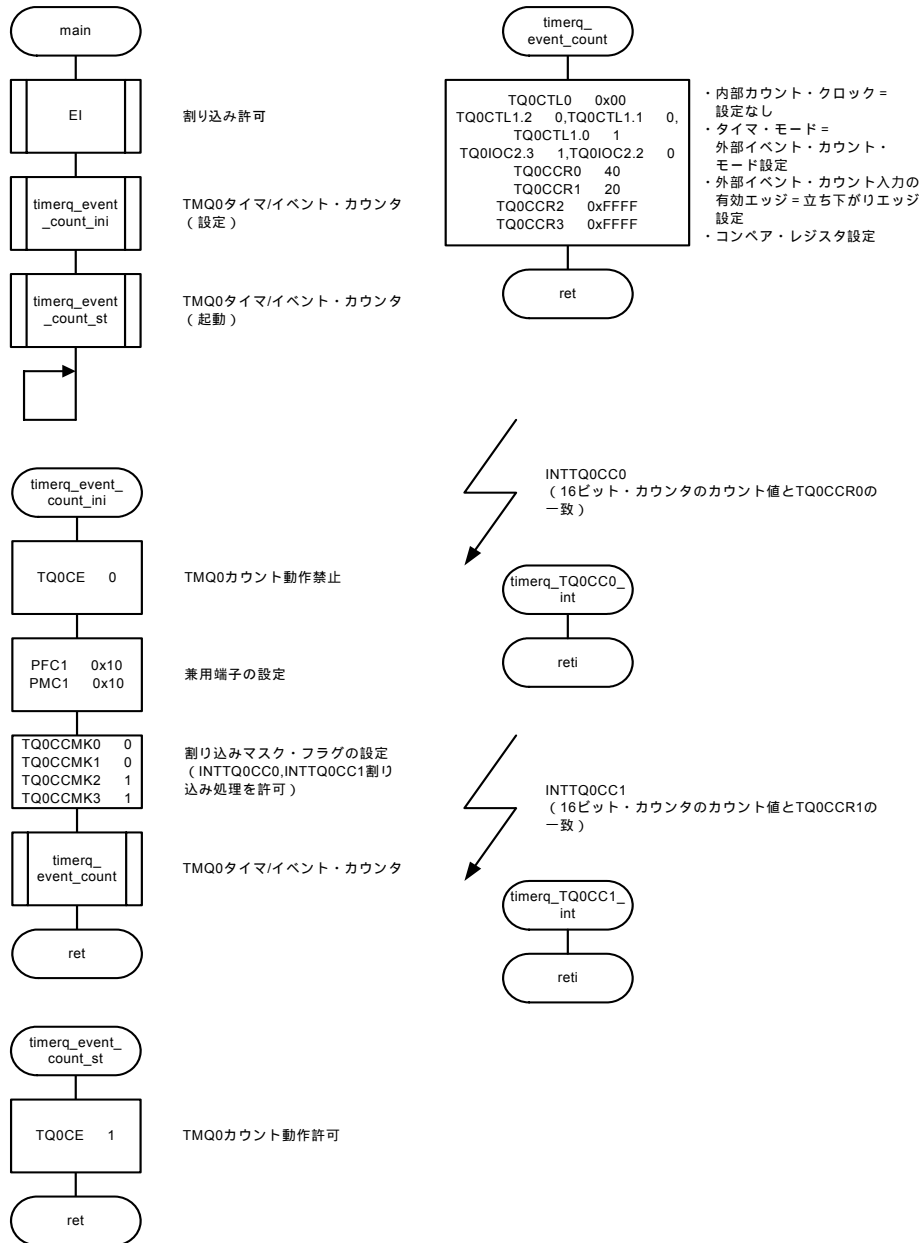 main
EI
割り込み許可
timerq_event
_count_ini
TMQ0タイマ/イベント・カウンタ
（設定）
timerq_event
_count_st
TMQ0タイマ/イベント・カウンタ
（起動）
timerq_
event_count
TQ0CTL0 0x00
TQ0CTL1.2 0,TQ0CTL1.1 0,
TQ0CTL1.0 1
TQ0IOC2.3 1,TQ0IOC2.2 0
TQ0CCR0 40
TQ0CCR1 20
TQ0CCR2 0xFFFF
TQ0CCR3 0xFFFF
・内部カウント・クロック＝
設定なし
・タイマ・モード＝
外部イベント・カウント・
モード設定
・外部イベント・カウント入力の
有効エッジ＝立ち下がりエッジ
設定
・コンペア・レジスタ設定
ret
timerq_event_
count_ini
TQ0CE 0
TMQ0カウント動作禁止
PFC1 0x10
PMC1 0x10
兼用端子の設定
TQ0CCMK0 0
TQ0CCMK1 0
TQ0CCMK2 1
TQ0CCMK3 1
割り込みマスク・フラグの設定
（INTTQ0CC0,INTTQ0CC1割り
込み処理を許可）
timerq_
event_count
TMQ0タイマ/イベント・カウンタ
ret
INTTQ0CC0
（16ビット・カウンタのカウント値とTQ0CCR0の
一致）
timerq_TQ0CC0_
int
reti
INTTQ0CC1
（16ビット・カウンタのカウント値とTQ0CCR1の
一致）
timerq_TQ0CC1_
int
reti
timerq_event_
count_st
TQ0CE 1
TMQ0カウント動作許可
ret